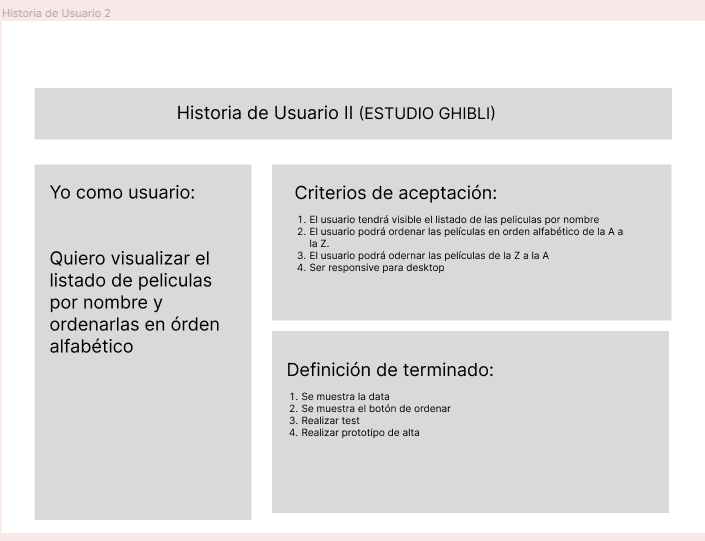 Historia de Usuario 2
Historia de Usuario II (ESTUDIO GHIBLI)
Yo como usuario:
Quiero visualizar el
listado de peliculas
por nombre y
ordenarlas en órden
alfabético
Criterios de aceptación:
1. El usuario tendrá visible el listado de las peliculas por nombre
2. El usuario podrá ordenar las películas en orden alfabético de la A a
la Z.
3. El usuario podrá odernar las películas de la Z a la A
4. Ser responsive para desktop
Definición de terminado:
1. Se muestra la data
2. Se muestra el botón de ordenar
3. Realizar test
4. Realizar prototipo de alta